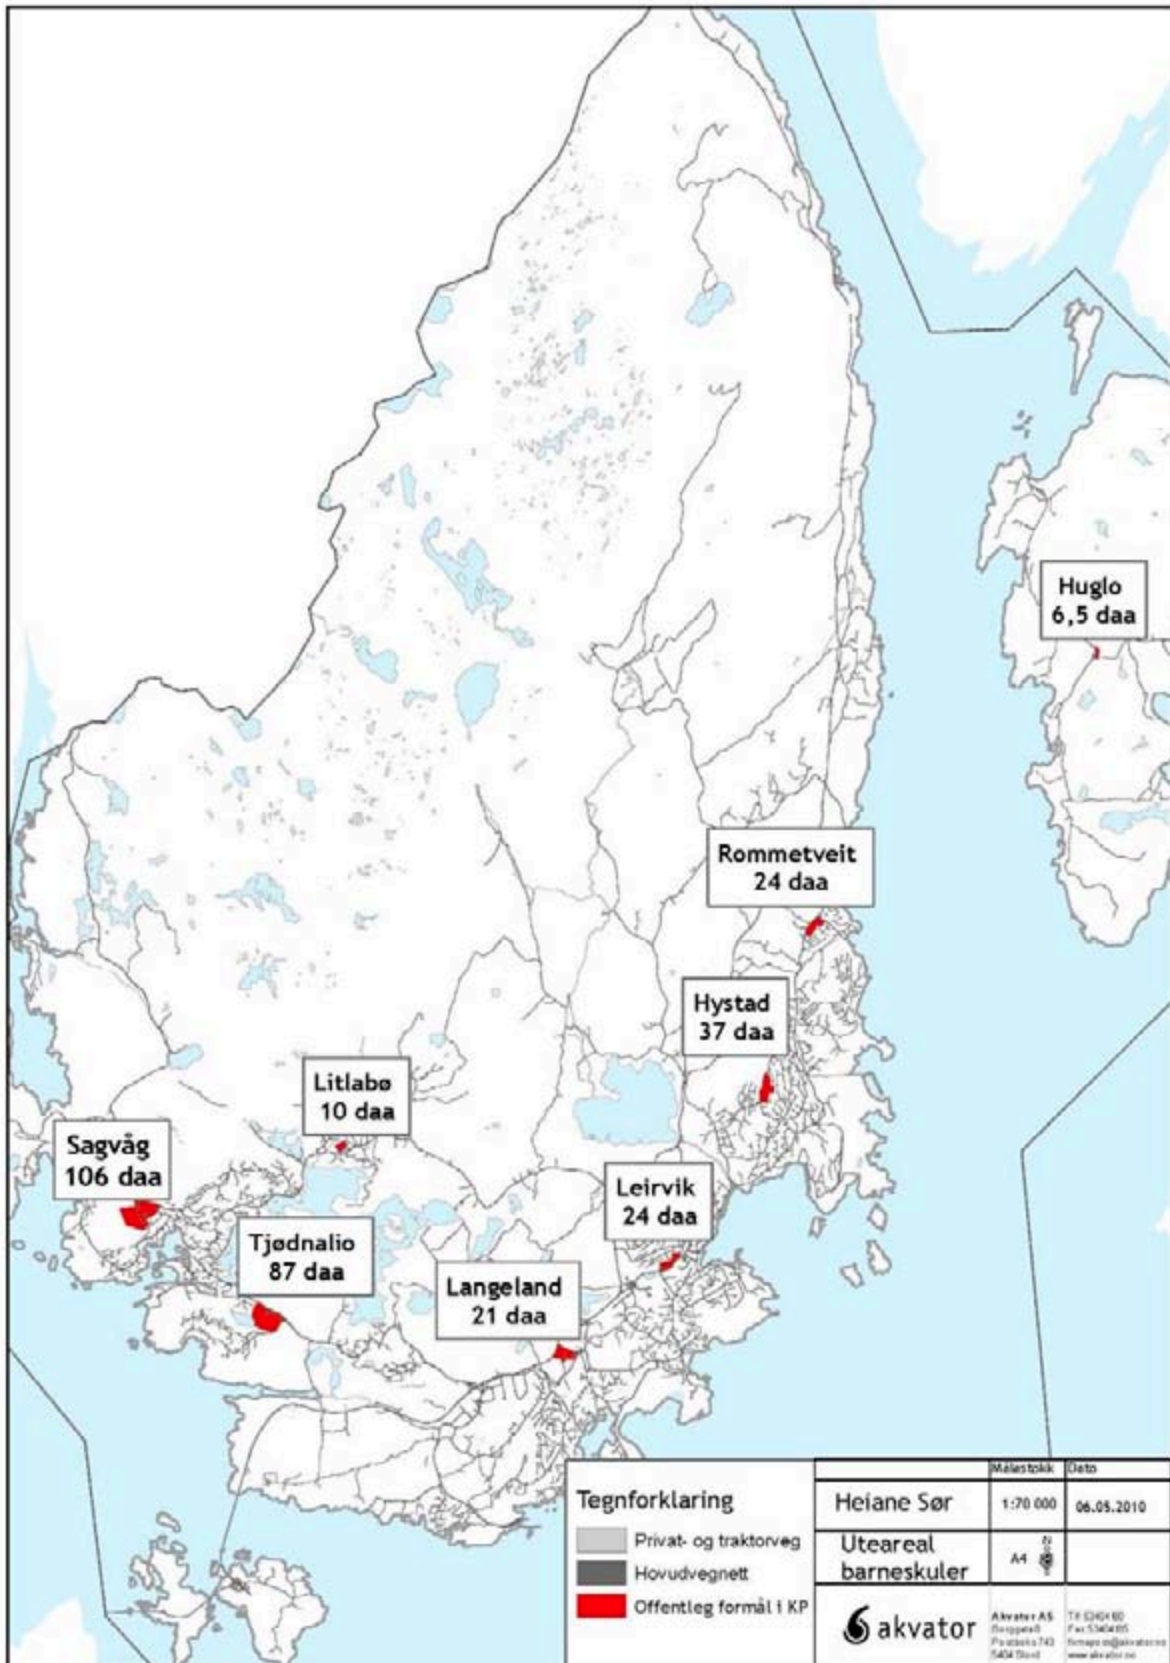 Huglo
6,5 daa
Rommetveit
24 daa
Hystad
37 daa
Litlabø
10 daa
Sagvåg
106 daa
Leirvik
24 daa
Tjødnalio
87 daa
Langeland
21 daa
Tegnforklaring
Privat- og traktorveg
Hovudvegnett
Offentleg formål i KP
Målestokk Dato
Heiane Sør 1:70 000 06.05.2010
Uteareal
barneskuler
A4
N
akvator
Akvator AS